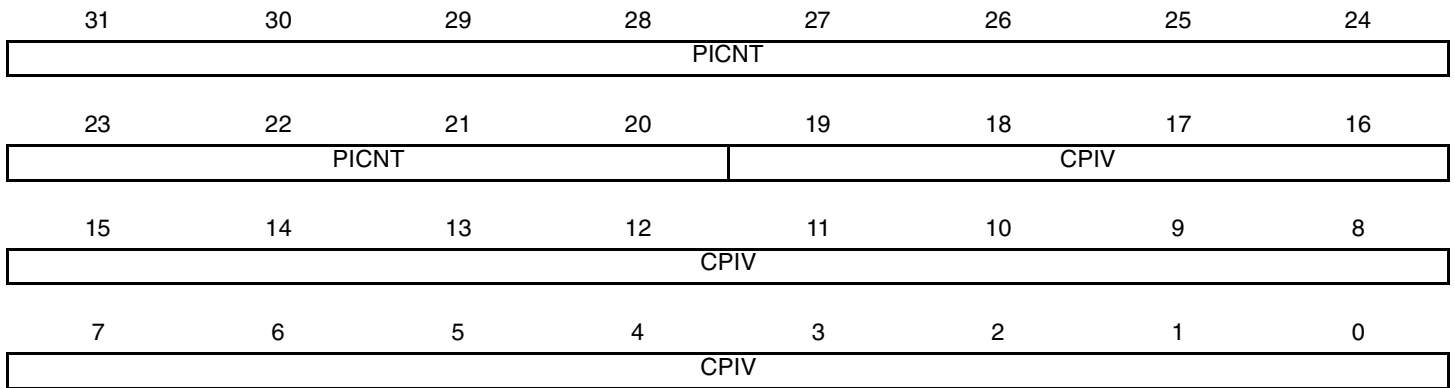 31 30 29 28 27 26 25 24
PICNT
23 22 21 20 19 18 17 16
PICNT CPIV
15 14 13 12 11 10 9 8
CPIV
7 6 5 4 3 2 1 0
CPIV